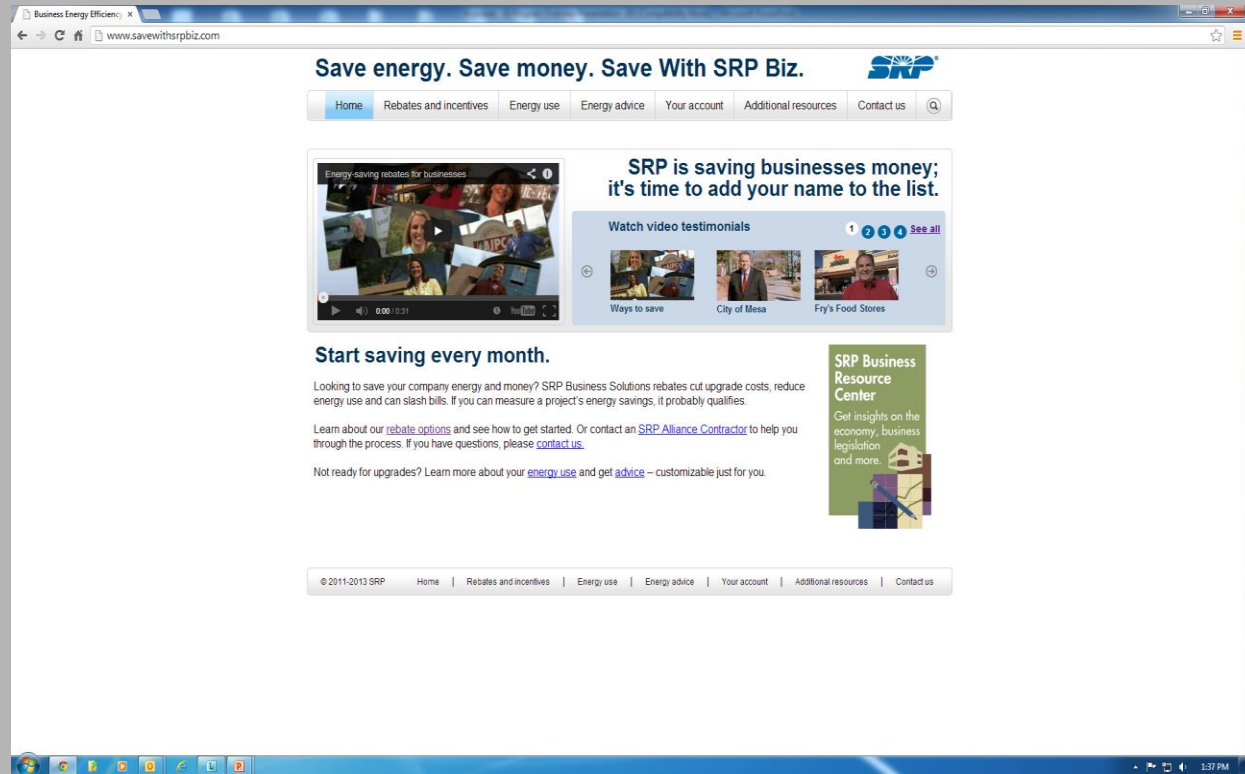 Business Energy Efficiency
www.savewithsrpbiz.com
Save energy. Save money. Save With SRP Biz.
SRP
Home
Rebates and incentives
Energy use
Energy advice
Your account
Additional resources
Contact us
Energy-saving rebates for businesses
0:00 / 0:31
YouTube
SRP is saving businesses money;
it's time to add your name to the list.
Watch video testimonials
1 2 3 4 See all
Ways to save
City of Mesa
Fry's Food Stores
Start saving every month.
Looking to save your company energy and money? SRP Business Solutions rebates cut upgrade costs, reduce
energy use and can slash bills. If you can measure a project's energy savings, it probably qualifies.
Learn about our rebate options and see how to get started. Or contact an SRP Alliance Contractor to help you
through the process. If you have questions, please contact us.
Not ready for upgrades? Learn more about your energy use and get advice – customizable just for you.
SRP Business
Resource
Center
Get insights on the
economy, business
legislation
and more.
© 2011-2013 SRP Home | Rebates and incentives | Energy use | Energy advice | Your account | Additional resources | Contact us
1:37 PM